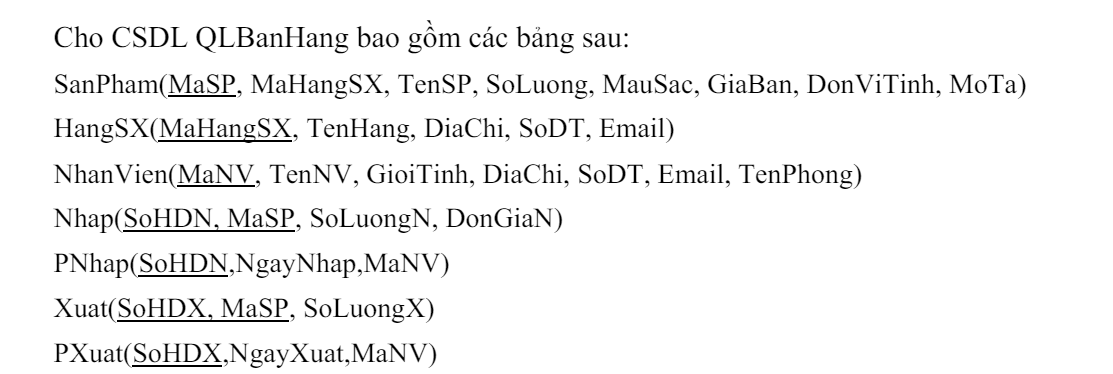 Cho CSDL QLBanHang bao gồm các bảng sau:
SanPham(MaSP, MaHangSX, TenSP, SoLuong, MauSac, GiaBan, DonViTinh, MoTa)
HangSX(MaHangSX, TenHang, DiaChi, SoDT, Email)
NhanVien(MaNV, TenNV, GioiTinh, DiaChi, SoDT, Email, TenPhong)
Nhap(SoHDN, MaSP, SoLuongN, DonGiaN)
PNhap(SoHDN,NgayNhap,MaNV)
Xuat(SoHDX, MaSP, SoLuongX)
PXuat(SoHDX,NgayXuat,MaNV)